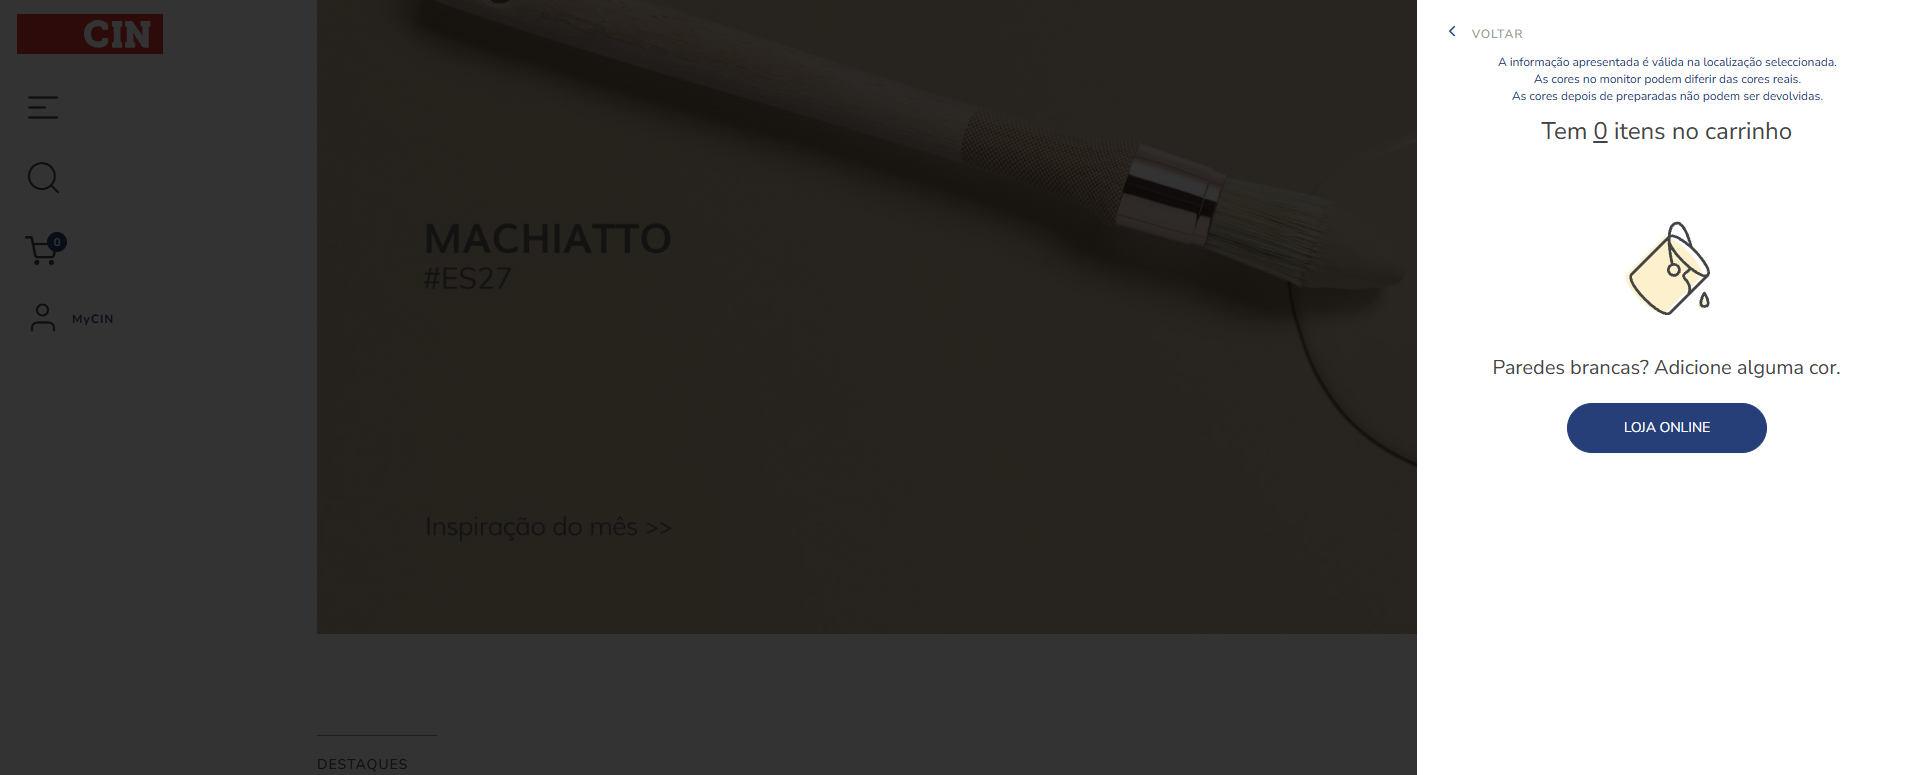 CIN
0
MyCIN
MACHIATTO
#ES27
Inspiração do mês >>
DESTAQUES
VOLTAR
A informação apresentada é válida na localização seleccionada.
As cores no monitor podem diferir das cores reais.
As cores depois de preparadas não podem ser devolvidas.
Tem 0 itens no carrinho
Paredes brancas? Adicione alguma cor.
LOJA ONLINE